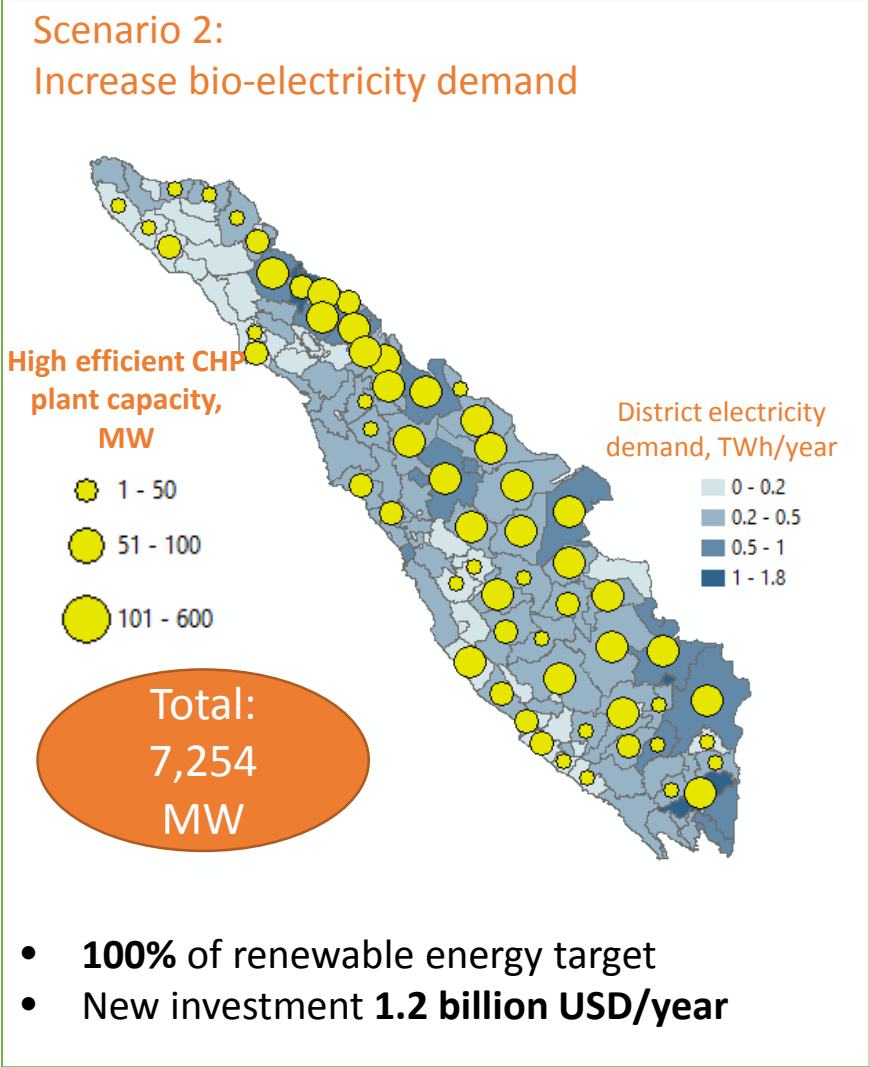 Scenario 2:
Increase bio-electricity demand
High efficient CHP
plant capacity,
MW
1 - 50
51 - 100
101 - 600
District electricity
demand, TWh/year
0 - 0.2
0.2 - 0.5
0.5 - 1
1 - 1.8
Total:
7,254
MW
• 100% of renewable energy target
• New investment 1.2 billion USD/year